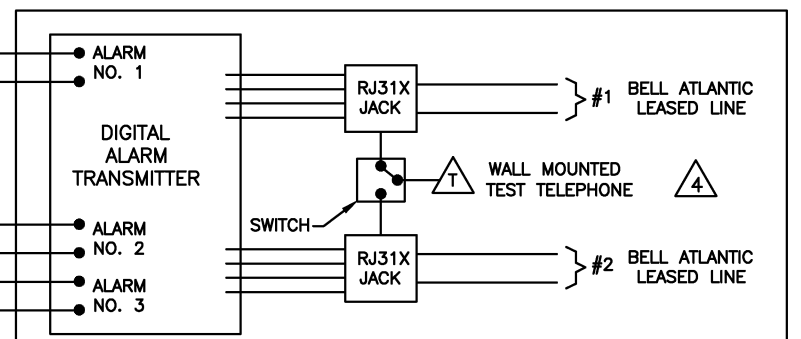 ALARM
NO. 1
DIGITAL
ALARM
TRANSMITTER
ALARM
NO. 2
ALARM
NO. 3
RJ31X
JACK
#1 BELL ATLANTIC
LEASED LINE
SWITCH
T
WALL MOUNTED
TEST TELEPHONE
4
RJ31X
JACK
#2 BELL ATLANTIC
LEASED LINE